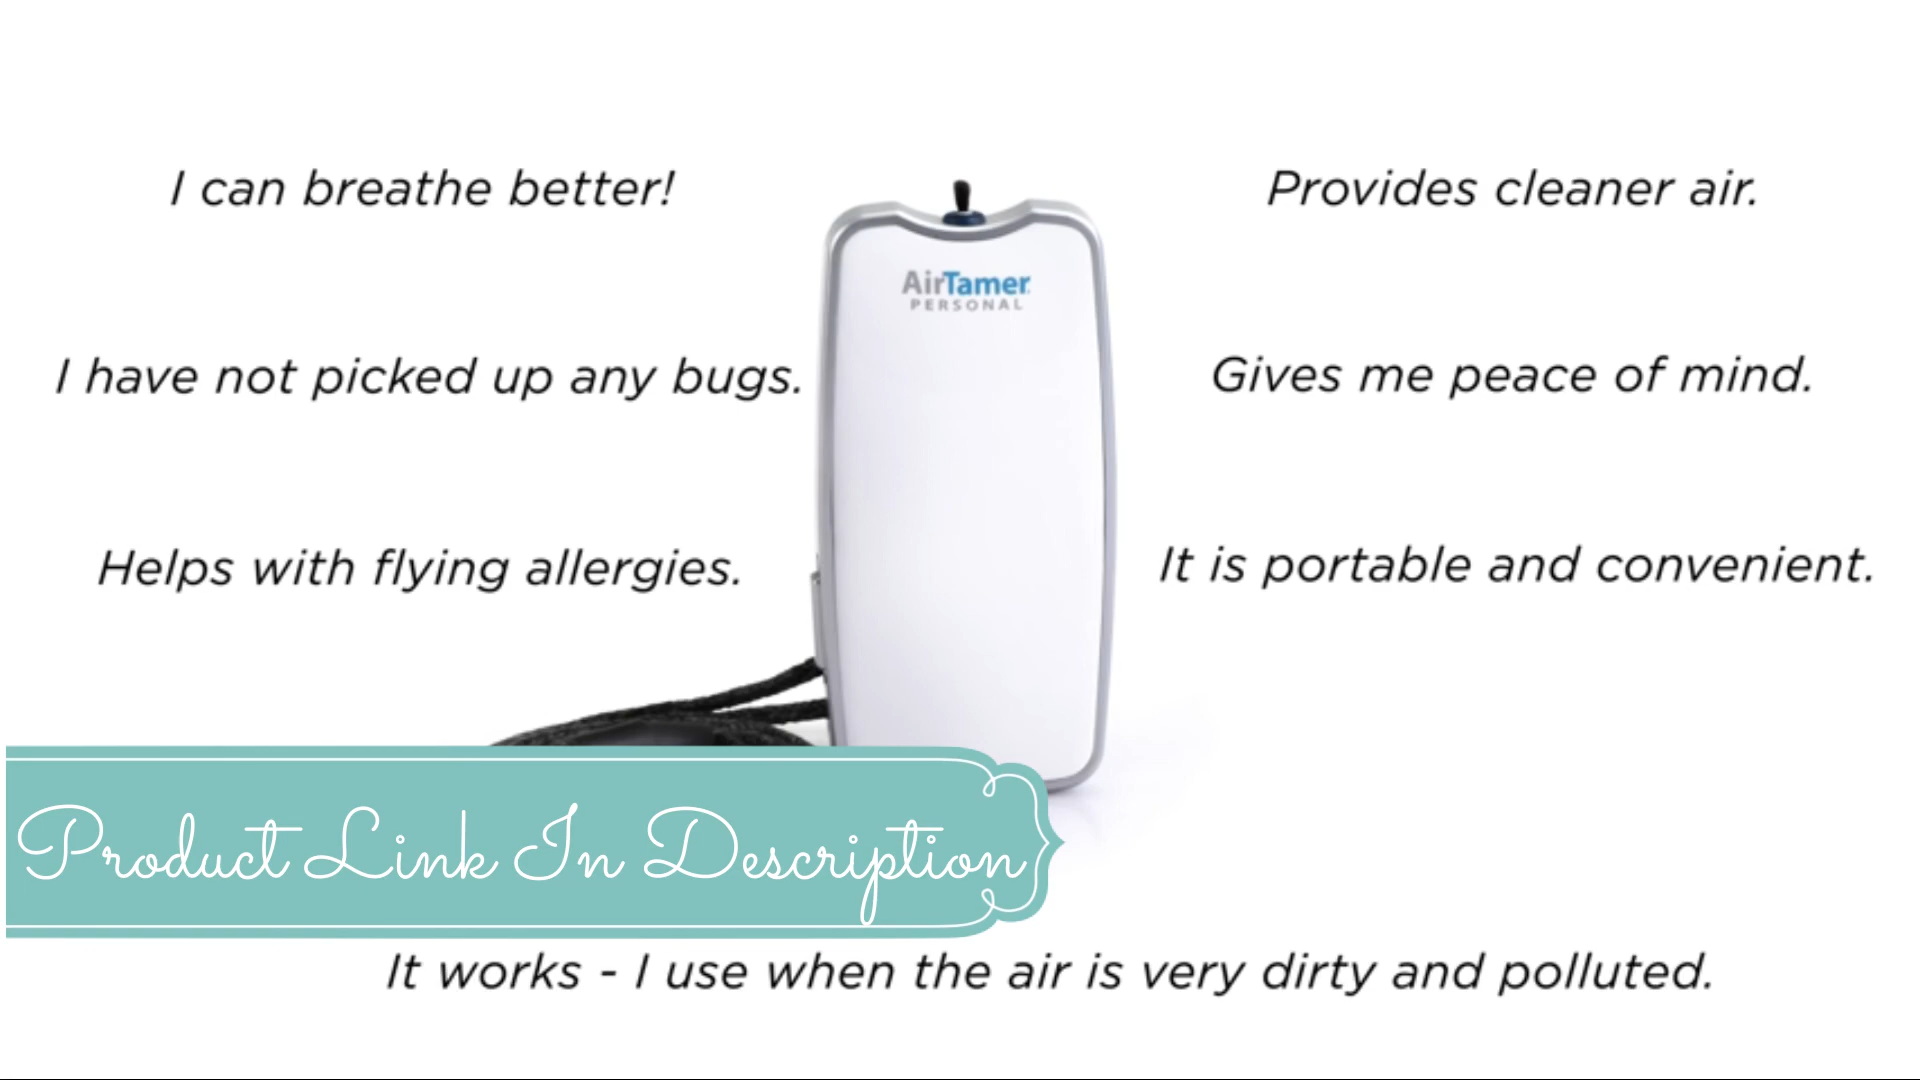 I can breathe better!
Provides cleaner air.
AirTamer
PERSONAL
I have not picked up any bugs.
Gives me peace of mind.
Helps with flying allergies.
It is portable and convenient.
Product Link In Description
It works - I use when the air is very dirty and polluted.